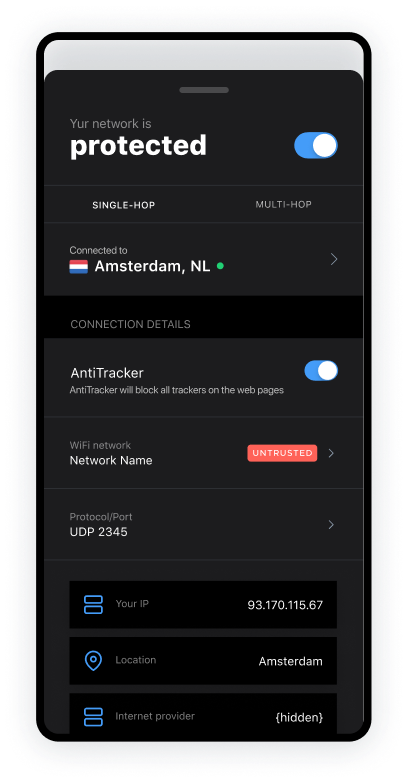 Yur network is
protected
SINGLE-HOP
MULTI-HOP
Connected to
Amsterdam, NL
CONNECTION DETAILS
AntiTracker
AntiTracker will block all trackers on the web pages
WiFi network
Network Name
UNTRUSTED
Protocol/Port
UDP 2345
Your IP
93.170.115.67
Location
Amsterdam
Internet provider
{hidden}